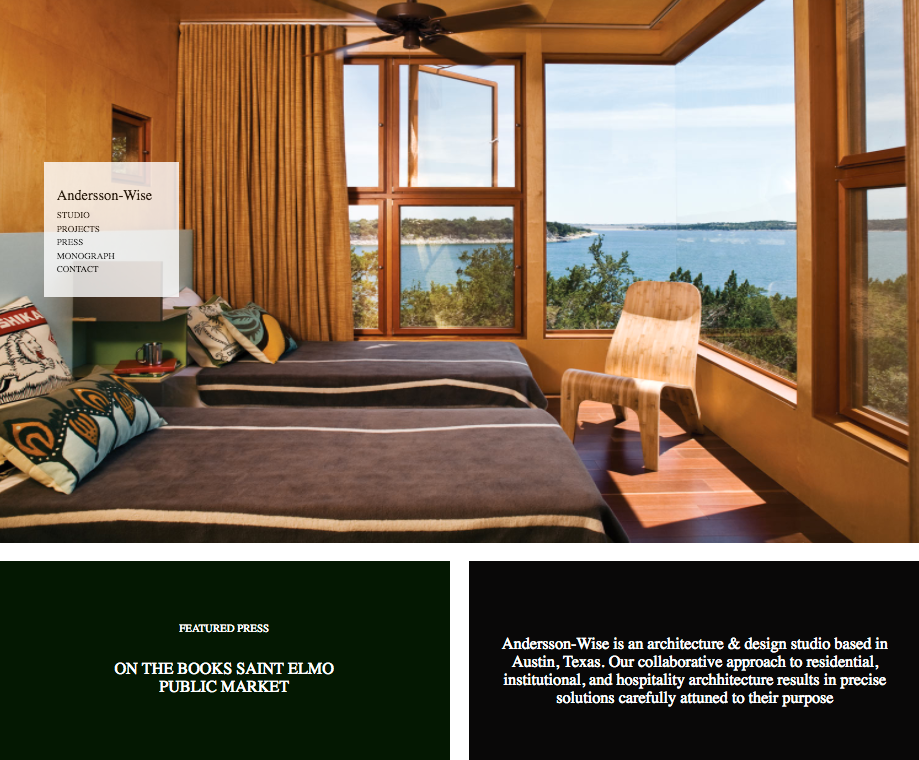 Andersson-Wise
STUDIO
PROJECTS
PRESS
MONOGRAPH
CONTACT
SHIKA
FEATURED PRESS
ON THE BOOKS SAINT ELMO
PUBLIC MARKET
Andersson-Wise is an architecture & design studio based in
Austin, Texas. Our collaborative approach to residential,
institutional, and hospitality archhitecture results in precise
solutions carefully attuned to their purpose